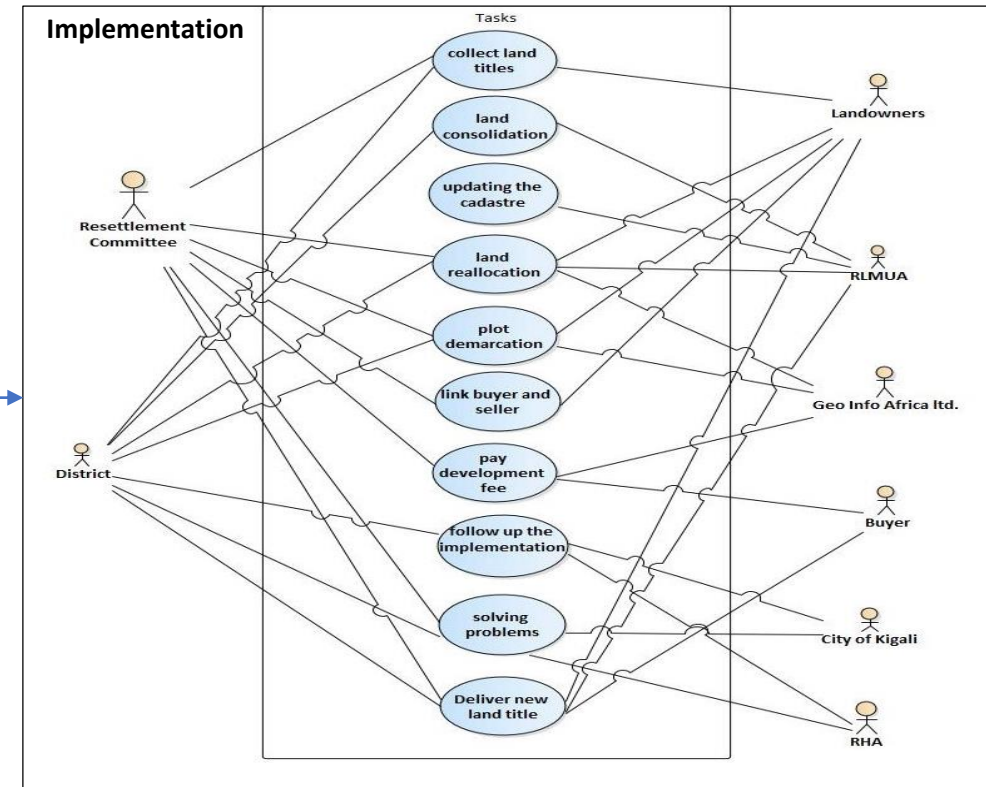 Implementation
Tasks
collect land
titles
land
consolidation
updating the
cadastre
land
reallocation
plot
demarcation
link buyer and
seller
pay
development
fee
follow up the
implementation
solving
problems
Deliver new
land title
Resettlement
Committee
District
Landowners
RLMUA
Geo Info Africa ltd.
Buyer
City of Kigali
RHA